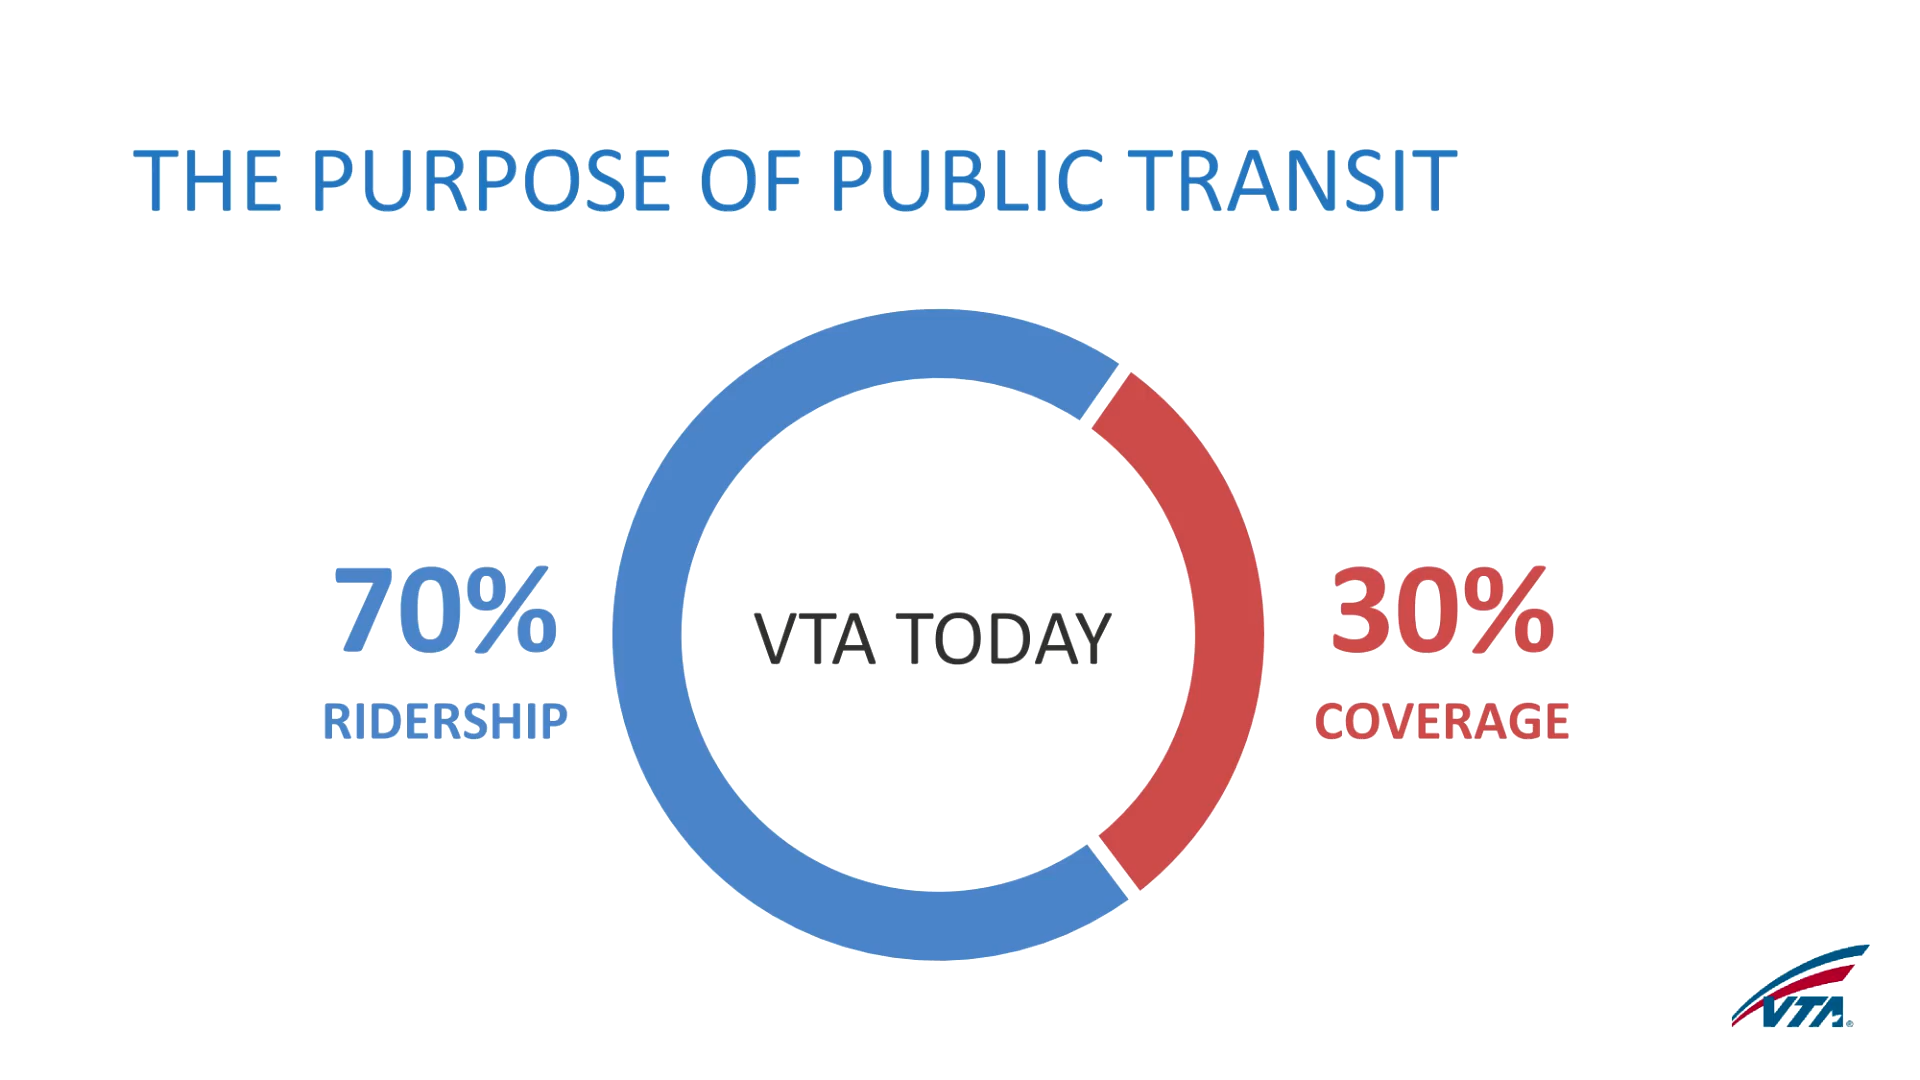 THE PURPOSE OF PUBLIC TRANSIT
70%
RIDERSHIP
VTA TODAY
30%
COVERAGE
VTA®